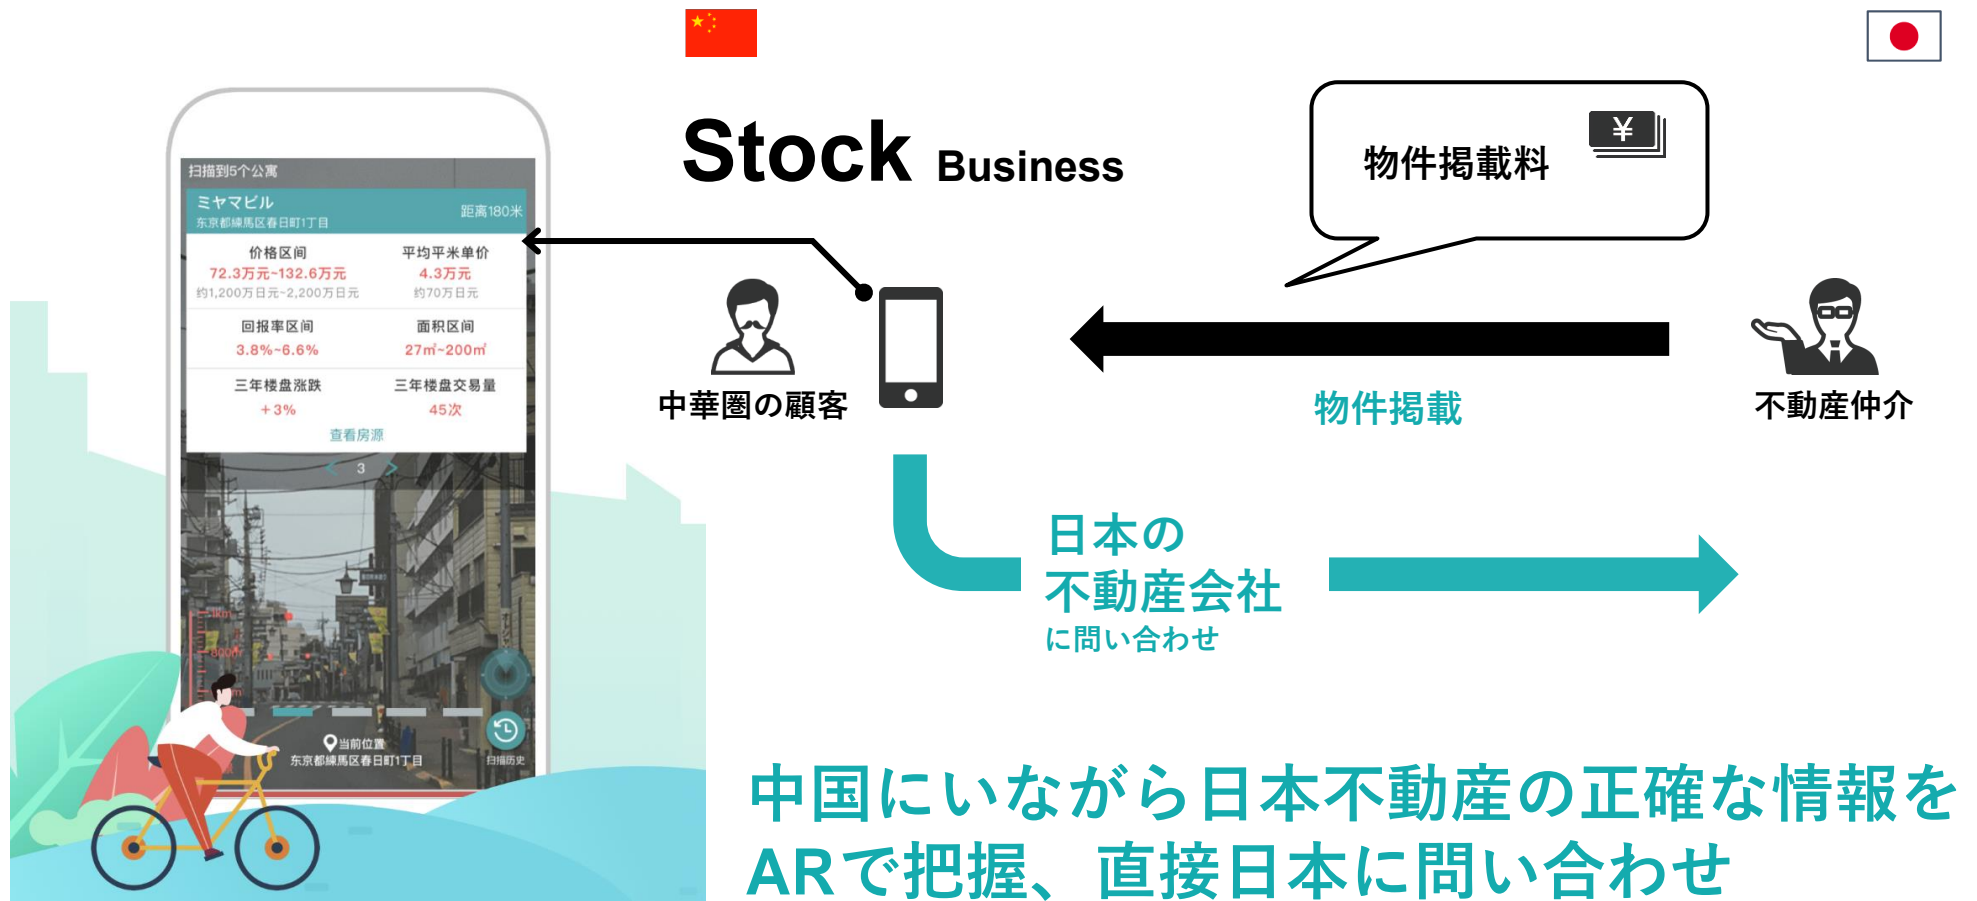 扫描到5个公寓
ミヤマビル
东京都練馬区春日町1丁目
距离180米
价格区间
72.3万元~132.6万元
约1,200万日元~2,200万日元
平均平米单价
4.3万元
约70万日元
回报率区间
3.8%~6.6%
面积区间
27㎡~200㎡
三年楼盘涨跌
+3%
三年楼盘交易量
45次
查看房源
3
1km
当前位置
东京都練馬区春日町1丁目
扫描历史
Stock Business
物件掲載料
¥
中華圏の顧客
物件掲載
不動産仲介
日本の
不動産会社
に問い合わせ
中国にいながら日本不動産の正確な情報を
ARで把握、直接日本に問い合わせ